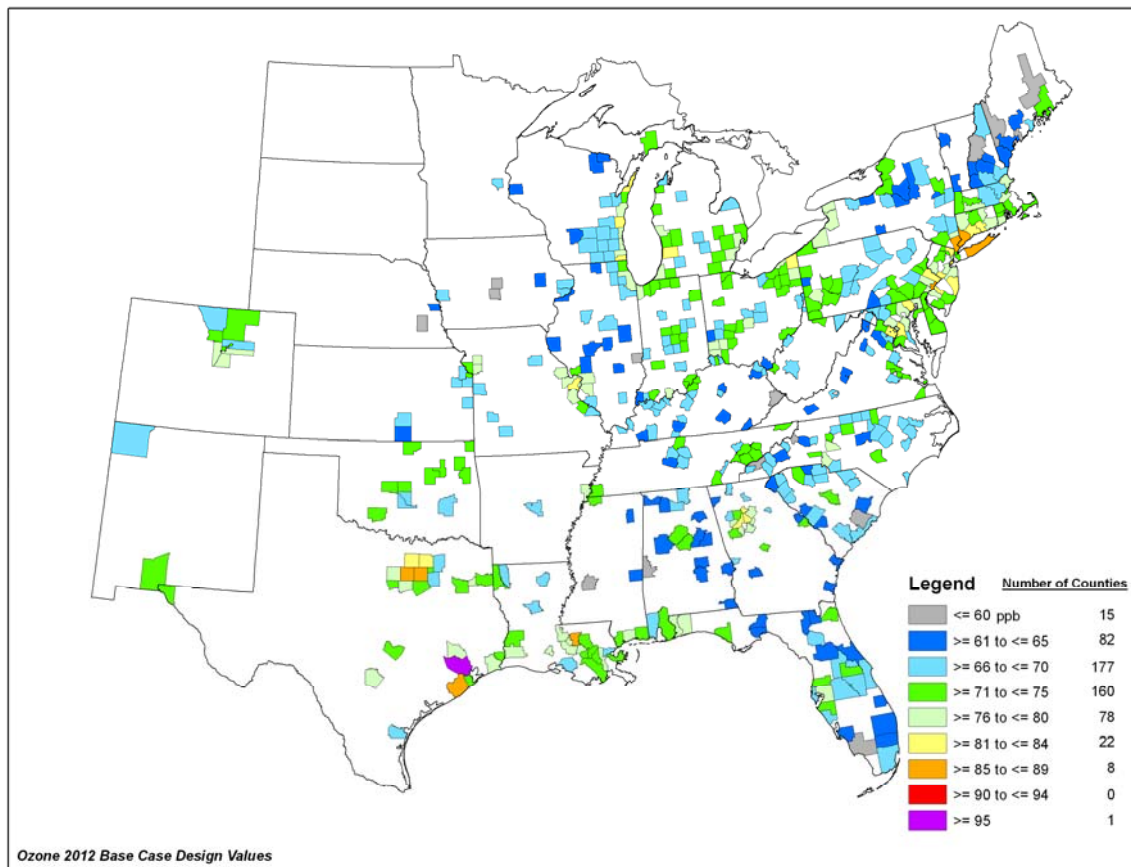 Legend Number of Counties
<= 60 ppb 15
>= 61 to <= 65 82
>= 66 to <= 70 177
>= 71 to <= 75 160
>= 76 to <= 80 78
>= 81 to <= 84 22
>= 85 to <= 89 8
>= 90 to <= 94 0
>= 95 1
Ozone 2012 Base Case Design Values